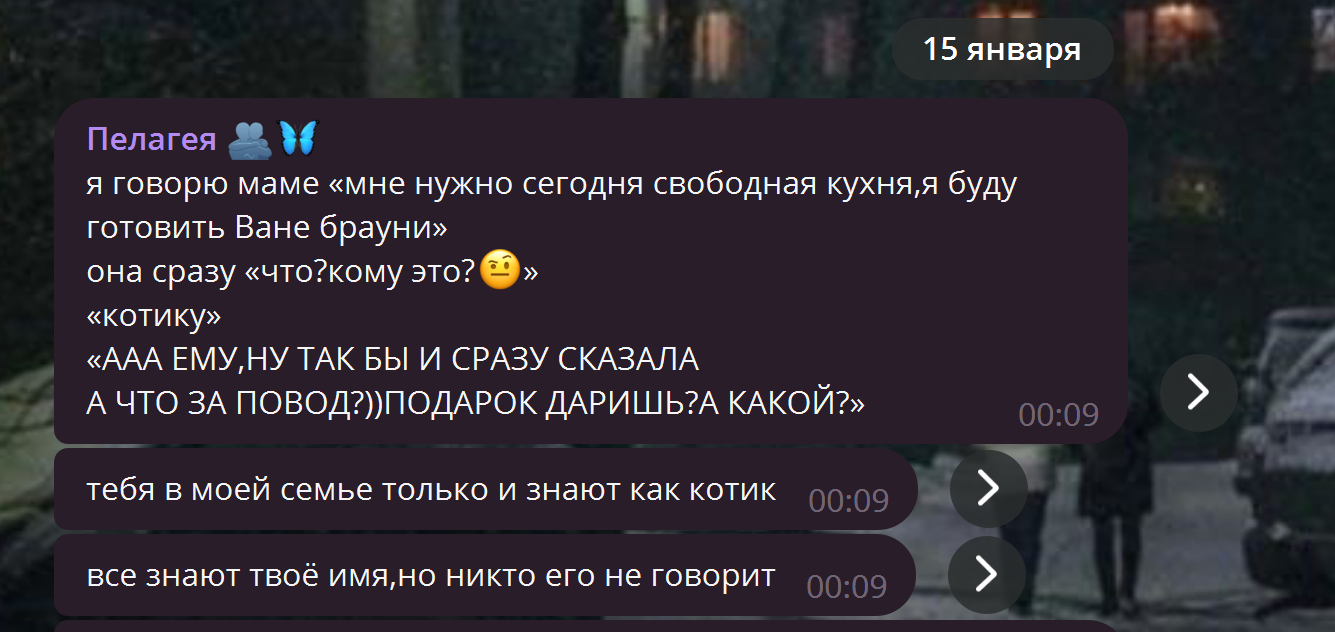 15 января
Пелагея 🫂🦋
я говорю маме «мне нужно сегодня свободная кухня,я буду
готовить Ване брауни»
она сразу «что?кому это?🤨»
«котику»
«ААА ЕМУ,НУ ТАК БЫ И СРАЗУ СКАЗАЛА
А ЧТО ЗА ПОВОД?))ПОДАРОК ДАРИШЬ?А КАКОЙ?»
00:09
тебя в моей семье только и знают как котик 00:09
все знают твоё имя,но никто его не говорит 00:09